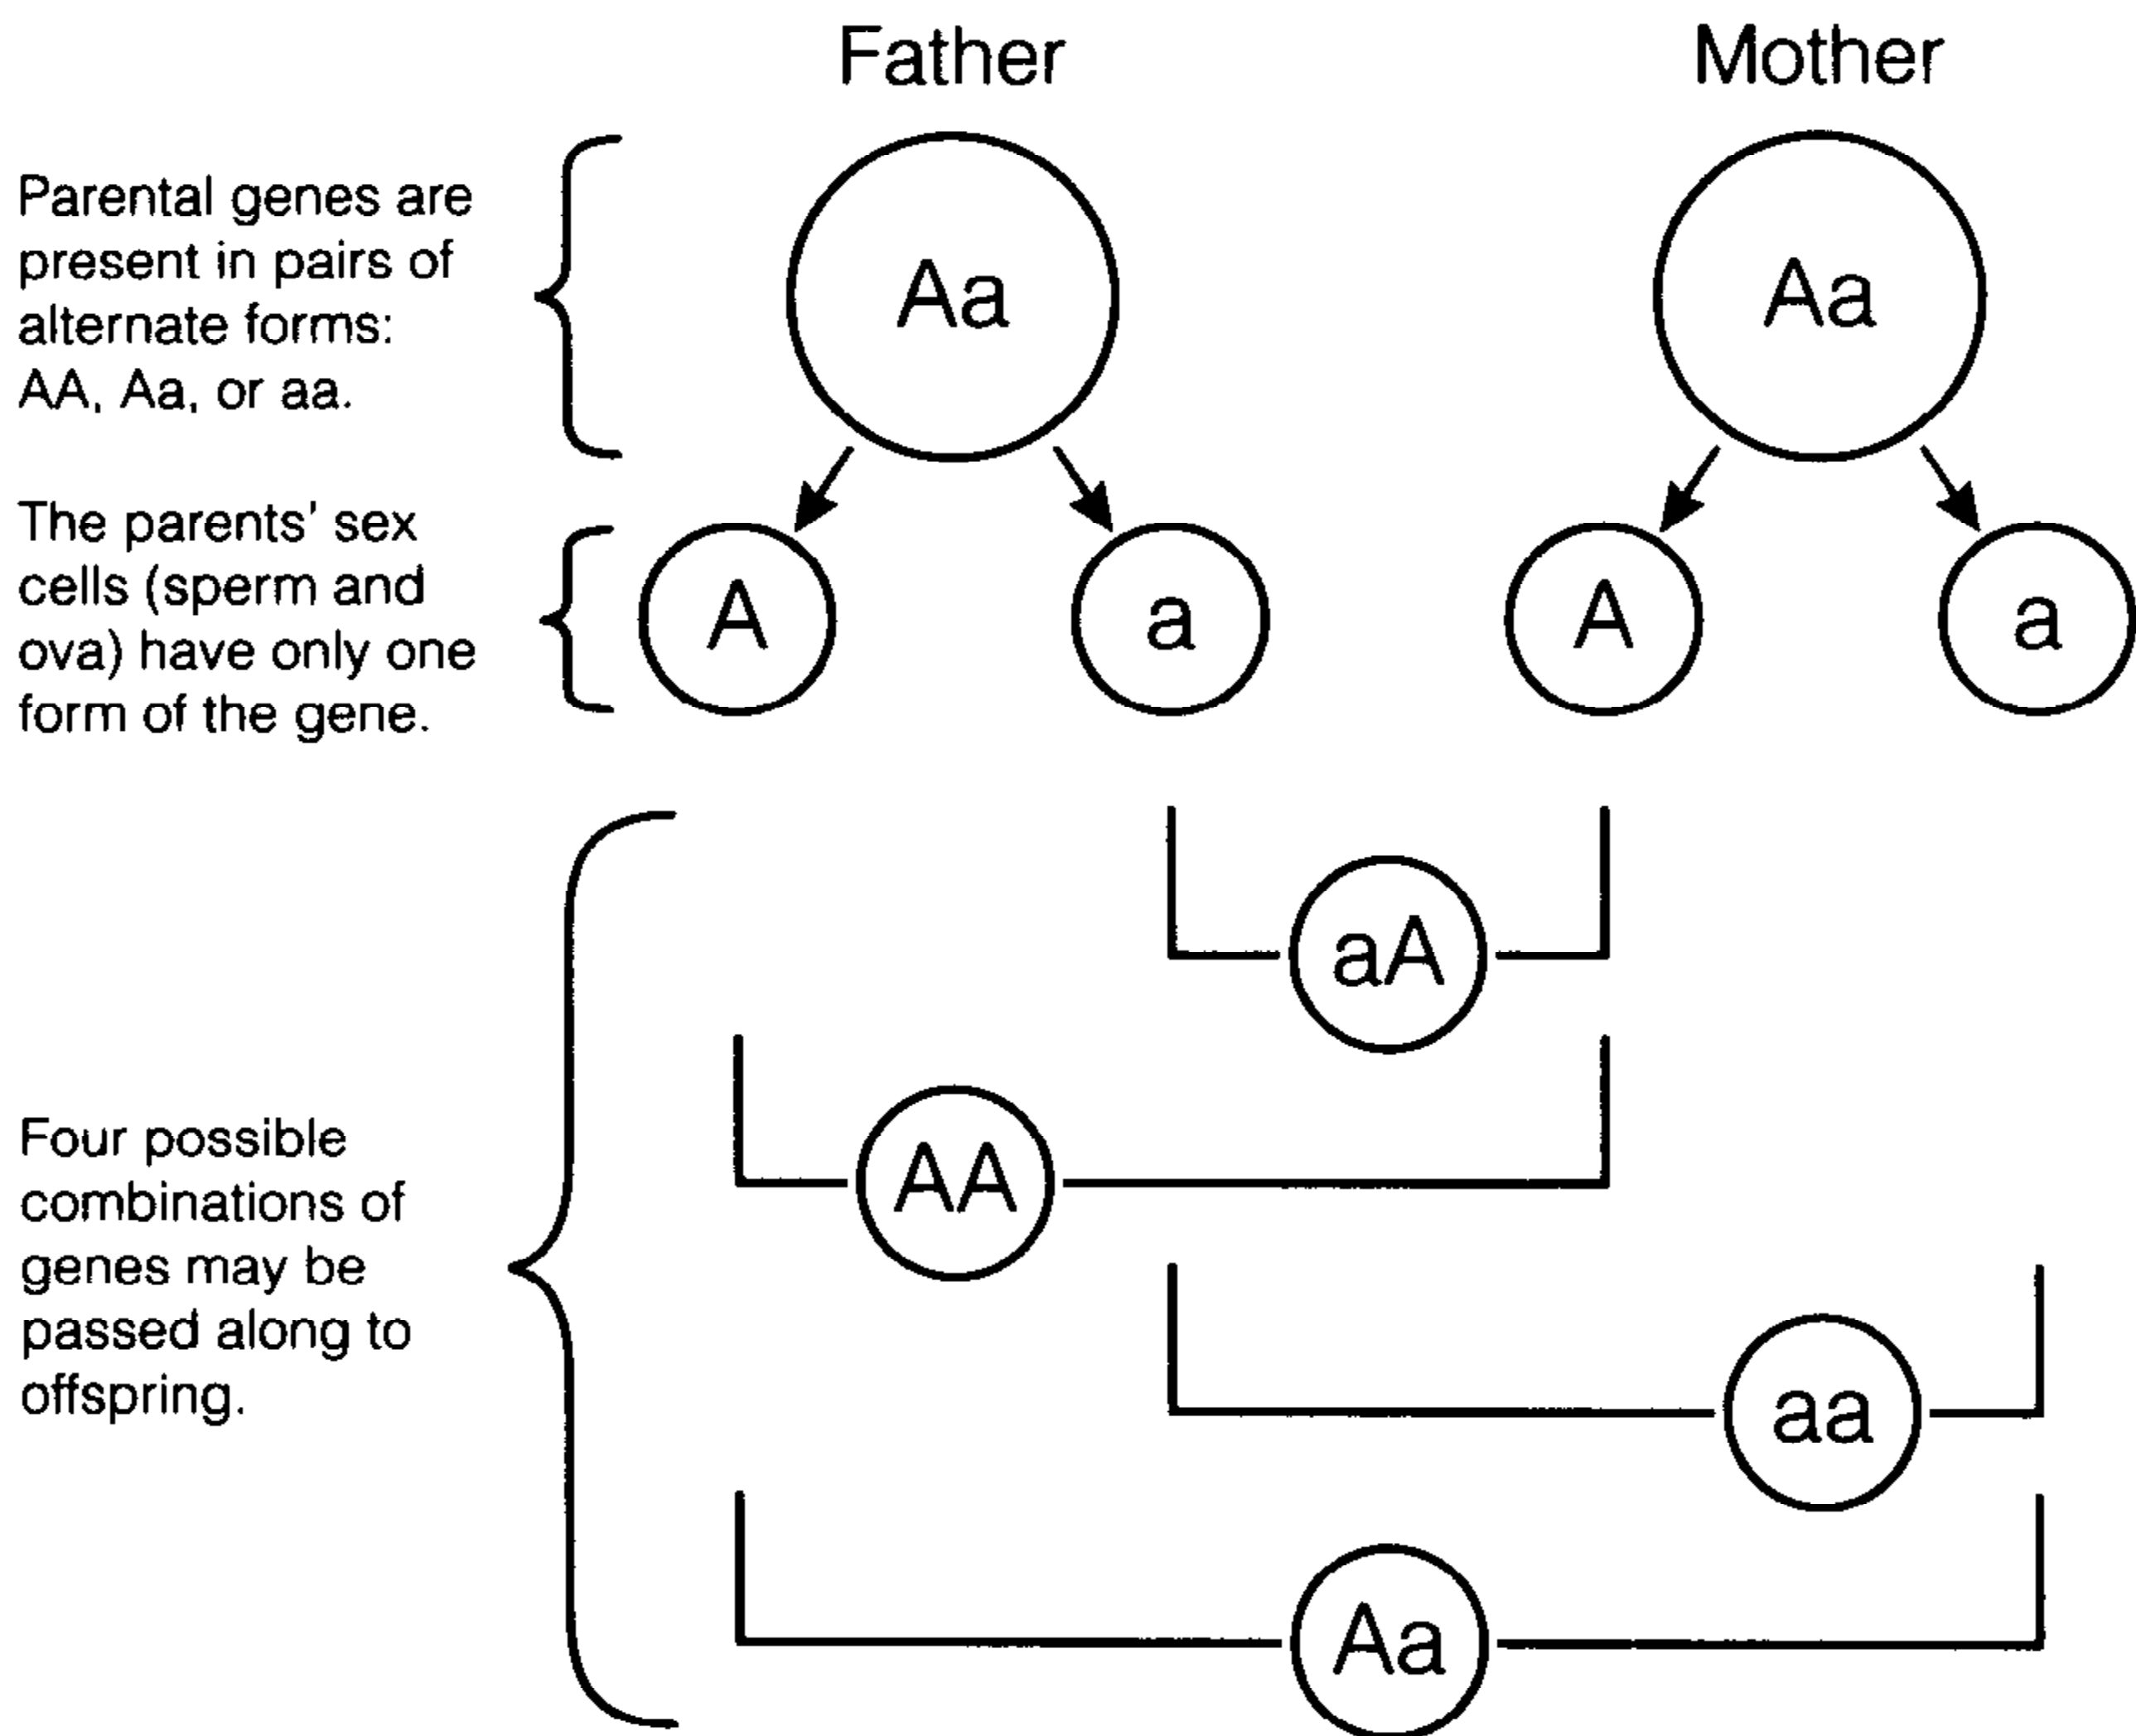 Father
Mother
Parental genes are
present in pairs of
alternate forms:
AA, Aa, or aa.
Aa
Aa
The parents' sex
cells (sperm and
ova) have only one
form of the gene.
A
a
A
a
Four possible
combinations of
genes may be
passed along to
offspring.
aA
AA
aa
Aa